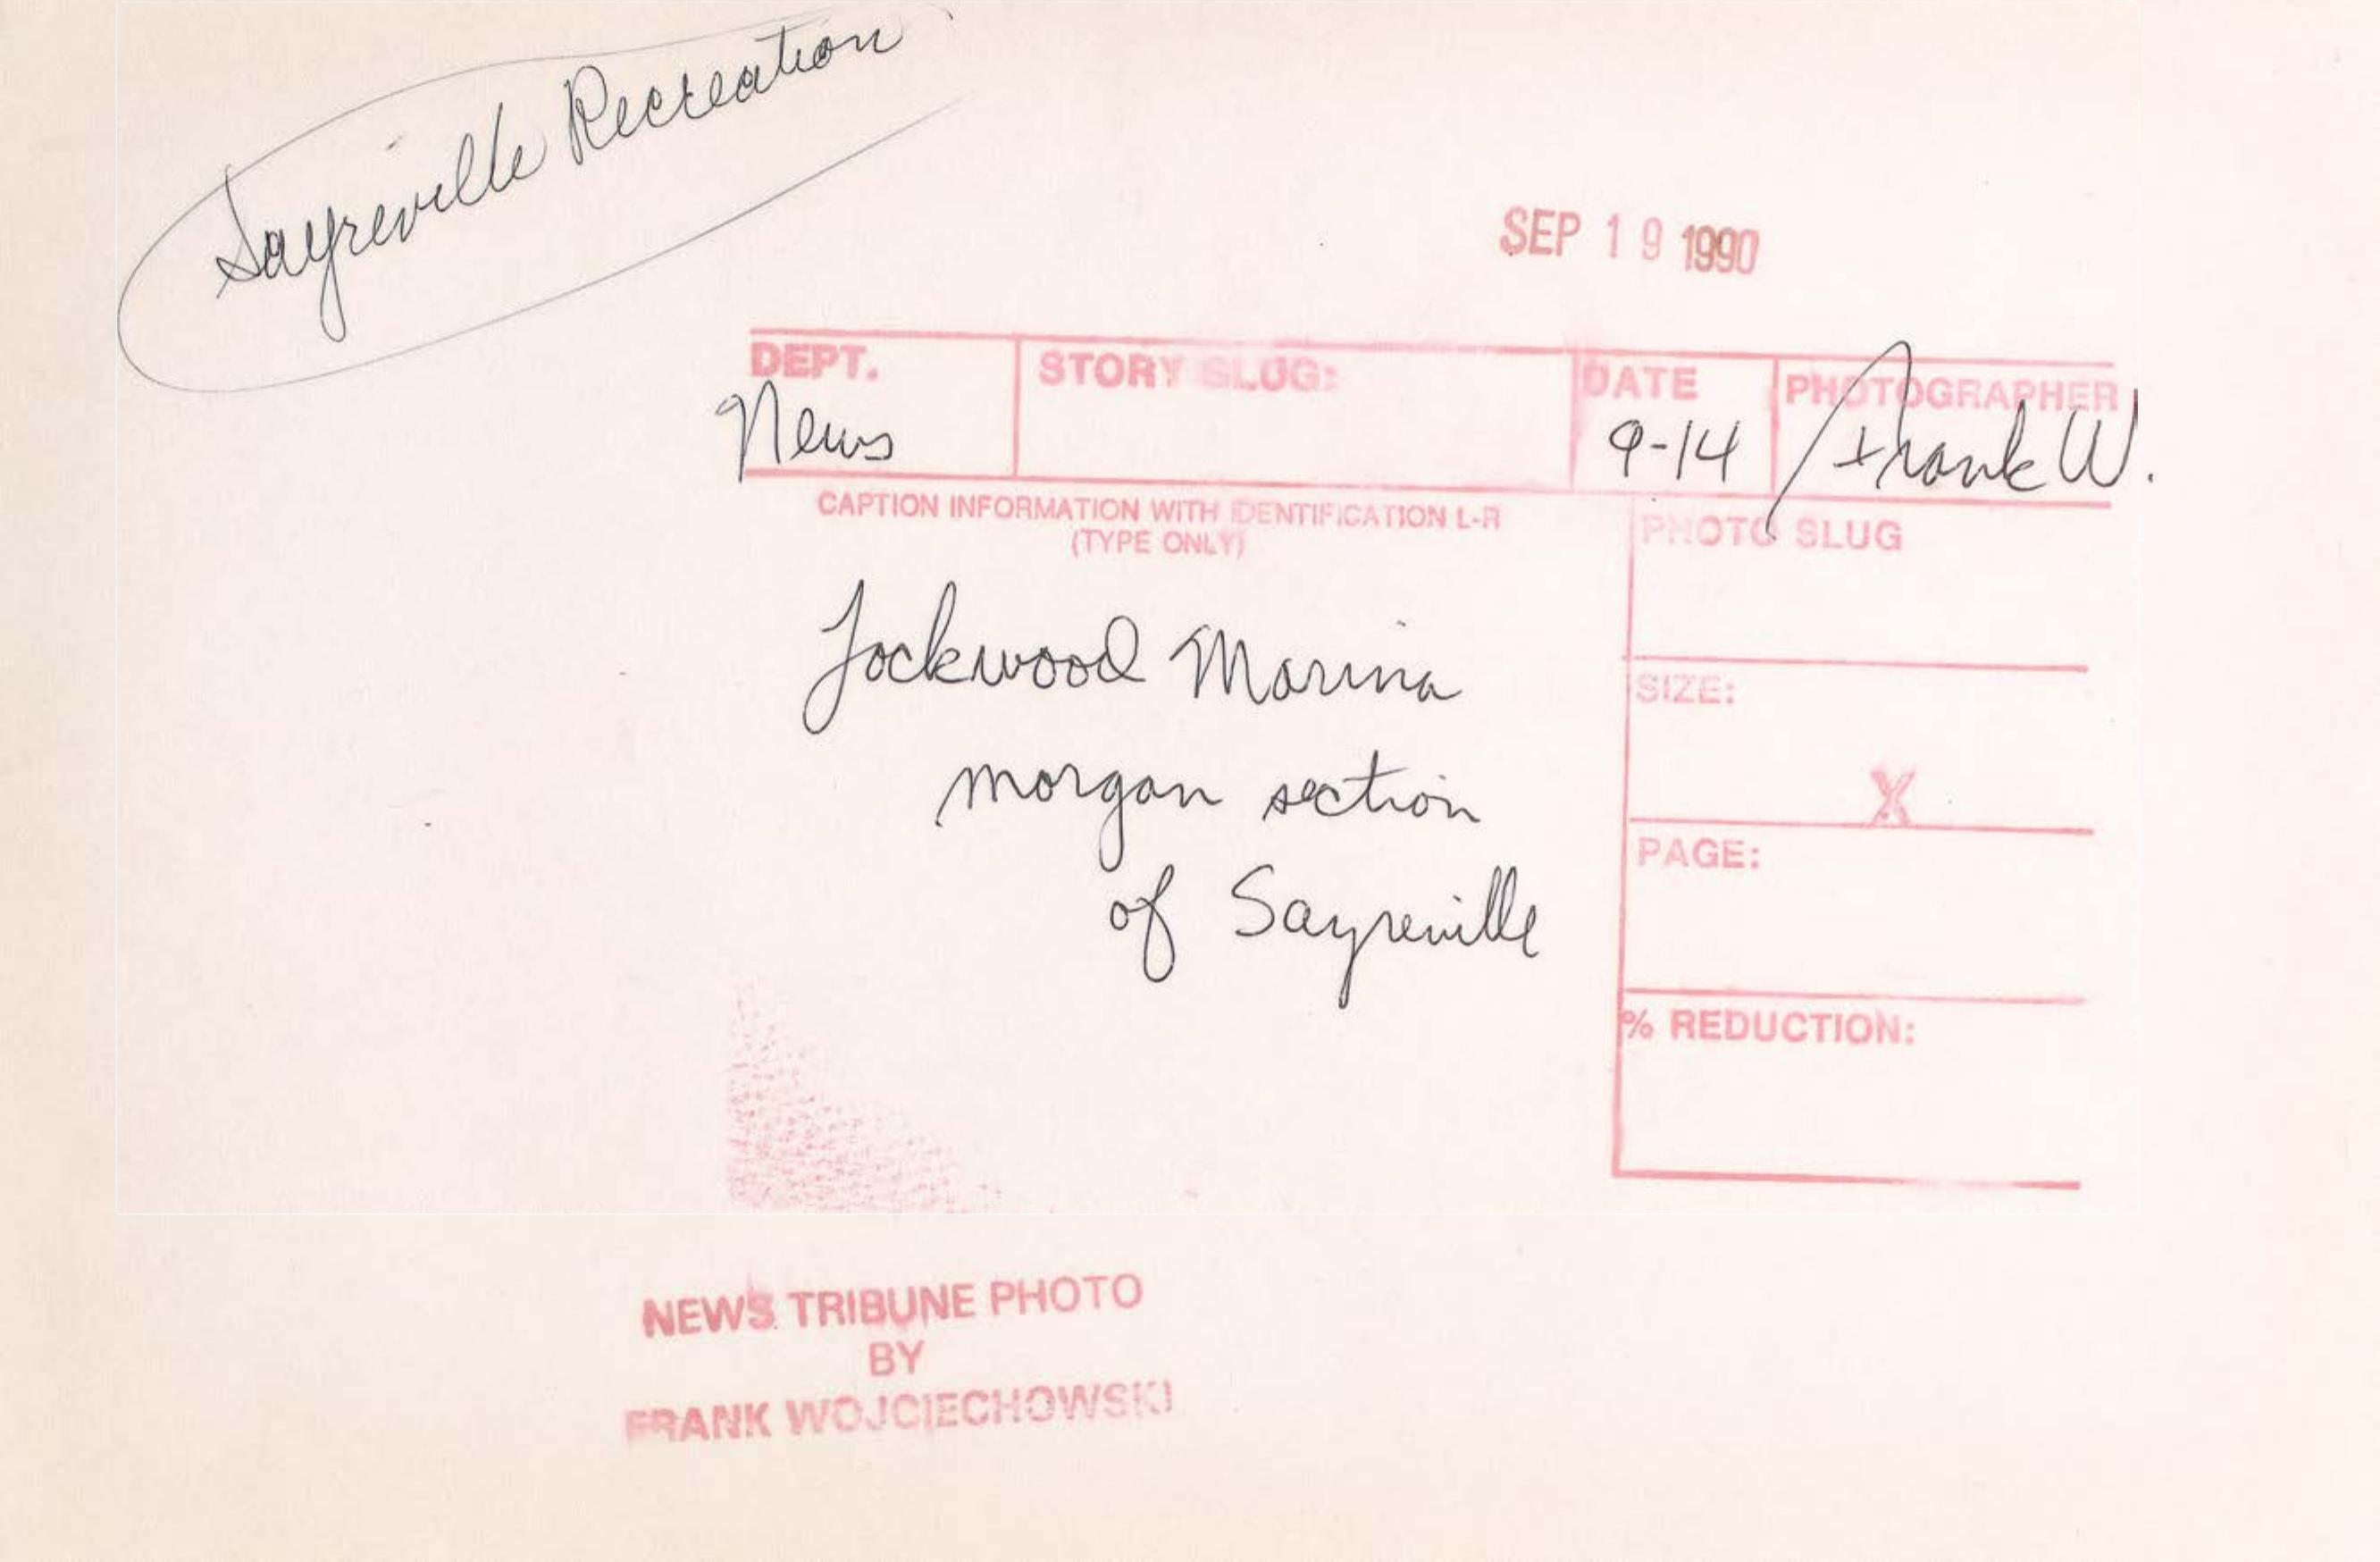 Sayreville Recreation
SEP 19 1990
DEPT. STORY SLUG: DATE PHOTOGRAPHER
News 9-14 Frank W.
CAPTION INFORMATION WITH IDENTIFICATION L-R
(TYPE ONLY)
PHOTO SLUG
Lockwood Marina
SIZE:
morgan section
X
PAGE:
of Sayreville
% REDUCTION:
NEWS TRIBUNE PHOTO
BY
FRANK WOJCIECHOWSKI